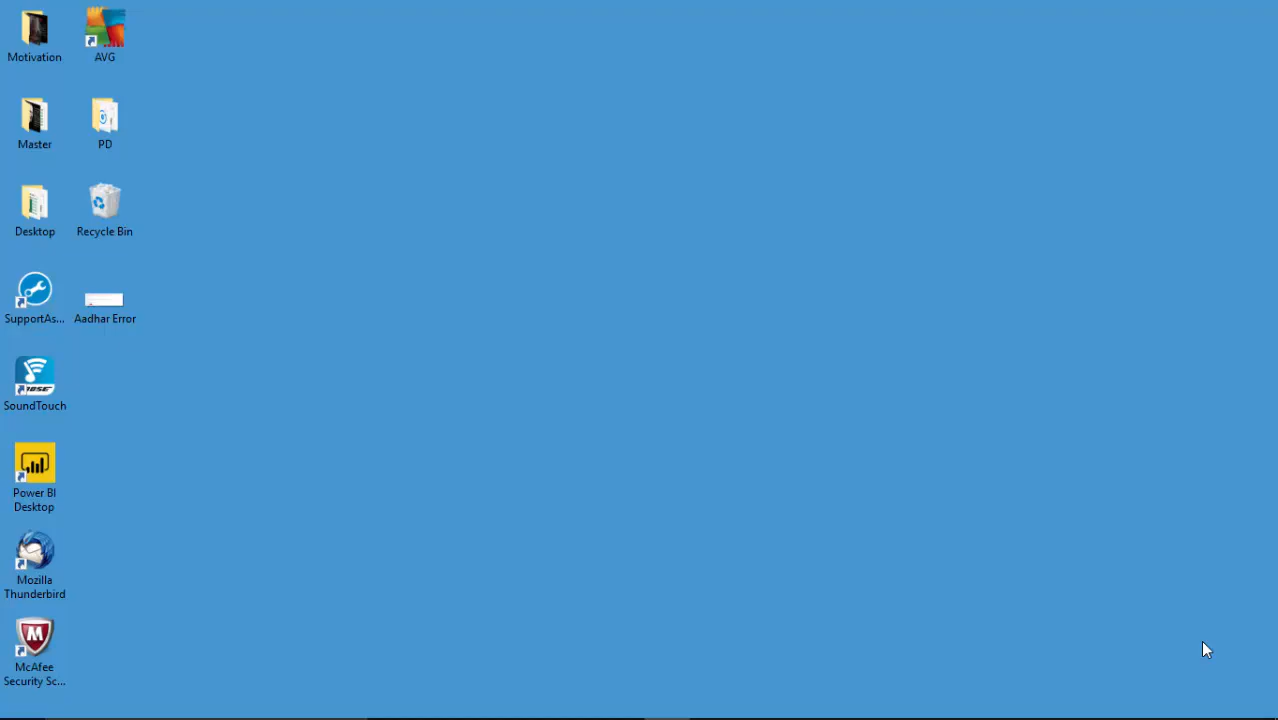 Motivation
AVG
Master
PD
Desktop
Recycle Bin
SupportAs...
Aadhar Error
BOSE
SoundTouch
Power BI
Desktop
Mozilla
Thunderbird
M
McAfee
Security Sc...